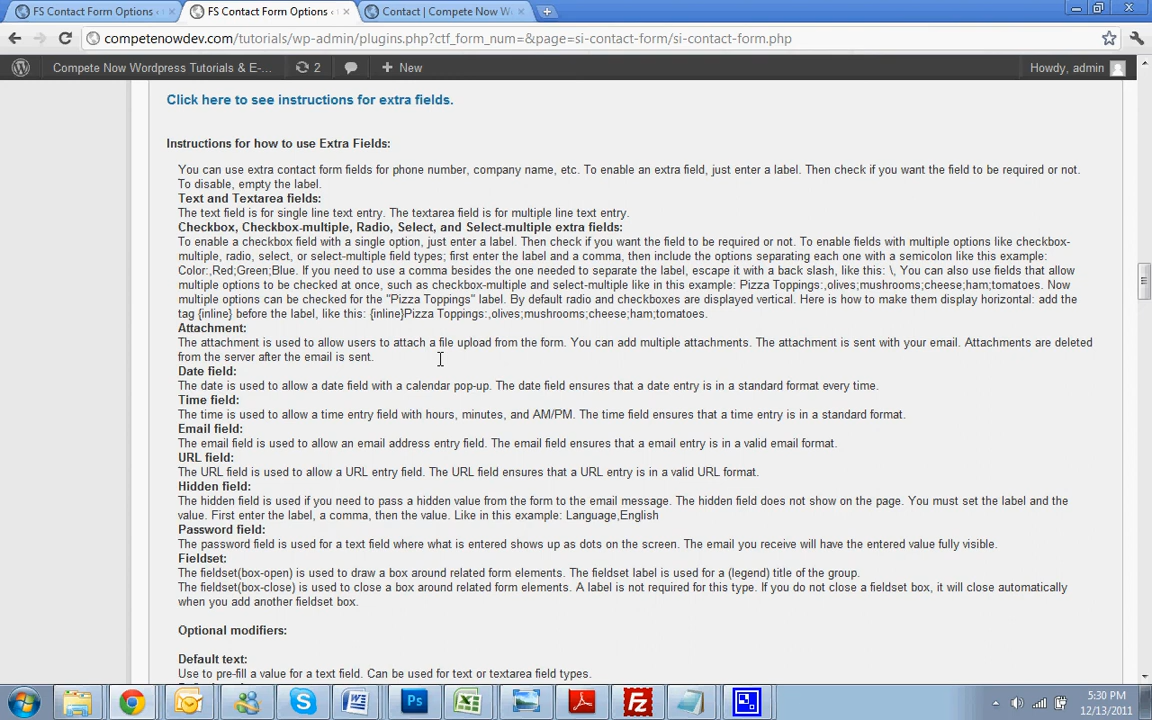 FS Contact Form Options ‹
FS Contact Form Options ‹
Contact | Compete Now W...
competenowdev.com/tutorials/wp-admin/plugins.php?ctf_form_num=&page=si-contact-form/si-contact-form.php
Compete Now Wordpress Tutorials & E-... 2 New Howdy, admin
Click here to see instructions for extra fields.
Instructions for how to use Extra Fields:
You can use extra contact form fields for phone number, company name, etc. To enable an extra field, just enter a label. Then check if you want the field to be required or not.
To disable, empty the label.
Text and Textarea fields:
The text field is for single line text entry. The textarea field is for multiple line text entry.
Checkbox, Checkbox-multiple, Radio, Select, and Select-multiple extra fields:
To enable a checkbox field with a single option, just enter a label. Then check if you want the field to be required or not. To enable fields with multiple options like checkbox-
multiple, radio, select, or select-multiple field types; first enter the label and a comma, then include the options separating each one with a semicolon like this example:
Color:,Red;Green;Blue. If you need to use a comma besides the one needed to separate the label, escape it with a back slash, like this: \, You can also use fields that allow
multiple options to be checked at once, such as checkbox-multiple and select-multiple like in this example: Pizza Toppings:,olives;mushrooms;cheese;ham;tomatoes. Now
multiple options can be checked for the "Pizza Toppings" label. By default radio and checkboxes are displayed vertical. Here is how to make them display horizontal: add the
tag {inline} before the label, like this: {inline}Pizza Toppings:,olives;mushrooms;cheese;ham;tomatoes.
Attachment:
The attachment is used to allow users to attach a file upload from the form. You can add multiple attachments. The attachment is sent with your email. Attachments are deleted
from the server after the email is sent.
Date field:
The date is used to allow a date field with a calendar pop-up. The date field ensures that a date entry is in a standard format every time.
Time field:
The time is used to allow a time entry field with hours, minutes, and AM/PM. The time field ensures that a time entry is in a standard format.
Email field:
The email field is used to allow an email address entry field. The email field ensures that a email entry is in a valid email format.
URL field:
The URL field is used to allow a URL entry field. The URL field ensures that a URL entry is in a valid URL format.
Hidden field:
The hidden field is used if you need to pass a hidden value from the form to the email message. The hidden field does not show on the page. You must set the label and the
value. First enter the label, a comma, then the value. Like in this example: Language,English
Password field:
The password field is used for a text field where what is entered shows up as dots on the screen. The email you receive will have the entered value fully visible.
Fieldset:
The fieldset(box-open) is used to draw a box around related form elements. The fieldset label is used for a (legend) title of the group.
The fieldset(box-close) is used to close a box around related form elements. A label is not required for this type. If you do not close a fieldset box, it will close automatically
when you add another fieldset box.
Optional modifiers:
Default text:
Use to pre-fill a value for a text field. Can be used for text or textarea field types.
5:30 PM
12/13/2011